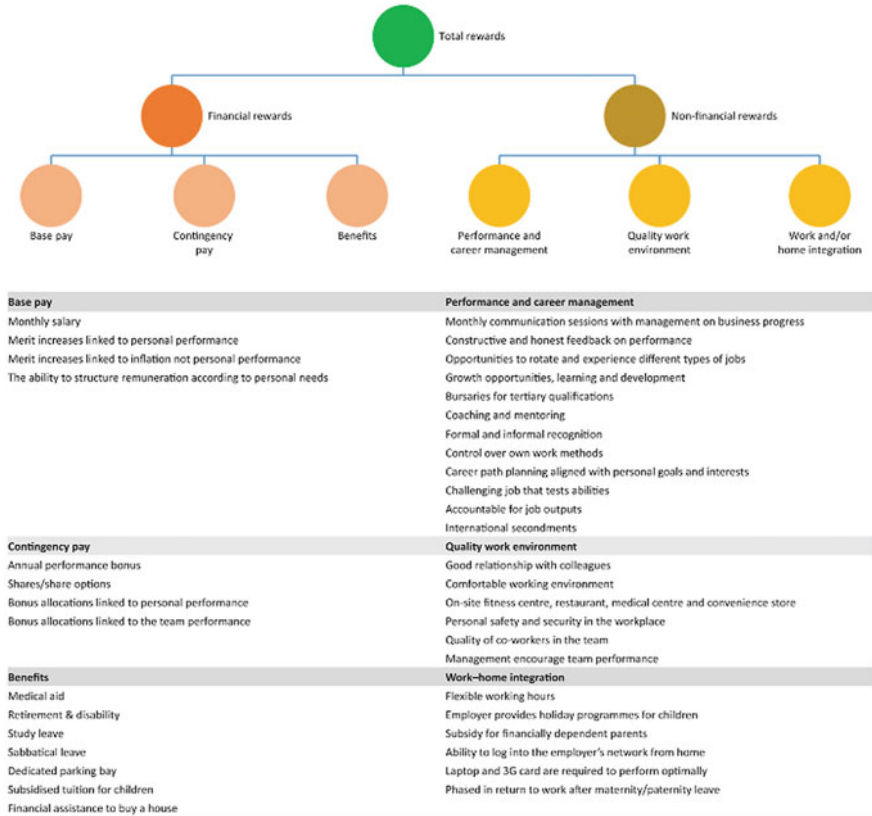 Total rewards
Financial rewards
Non-financial rewards
Base pay
Contingency
pay
Benefits
Performance and
career management
Quality work
environment
Work and/or
home integration
Base pay
Monthly salary
Merit increases linked to personal performance
Merit increases linked to inflation not personal performance
The ability to structure remuneration according to personal needs
Performance and career management
Monthly communication sessions with management on business progress
Constructive and honest feedback on performance
Opportunities to rotate and experience different types of jobs
Growth opportunities, learning and development
Bursaries for tertiary qualifications
Coaching and mentoring
Formal and informal recognition
Control over own work methods
Career path planning aligned with personal goals and interests
Challenging job that tests abilities
Accountable for job outputs
International secondments
Contingency pay
Annual performance bonus
Shares/share options
Bonus allocations linked to personal performance
Bonus allocations linked to the team performance
Quality work environment
Good relationship with colleagues
Comfortable working environment
On-site fitness centre, restaurant, medical centre and convenience store
Personal safety and security in the workplace
Quality of co-workers in the team
Management encourage team performance
Benefits
Medical aid
Retirement & disability
Study leave
Sabbatical leave
Dedicated parking bay
Subsidised tuition for children
Financial assistance to buy a house
Work–home integration
Flexible working hours
Employer provides holiday programmes for children
Subsidy for financially dependent parents
Ability to log into the employer's network from home
Laptop and 3G card are required to perform optimally
Phased in return to work after maternity/paternity leave